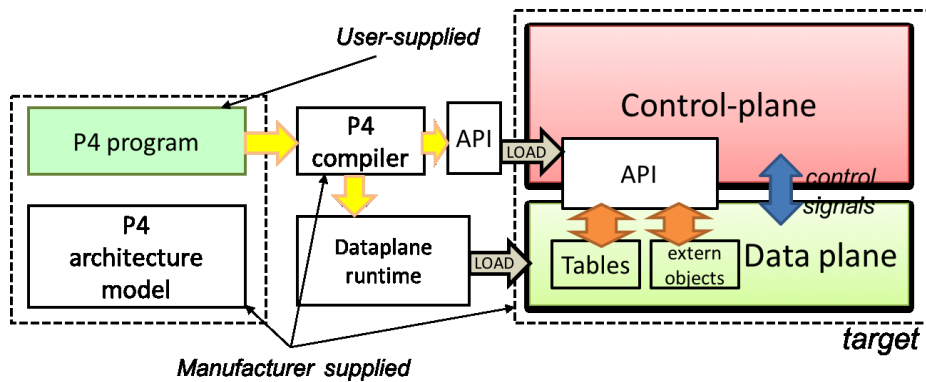 User-supplied
P4 program
P4
compiler
API
LOAD
Control-plane
API
control
signals
P4
architecture
model
Dataplane
runtime
LOAD
Tables
extern
objects
Data plane
target
Manufacturer supplied